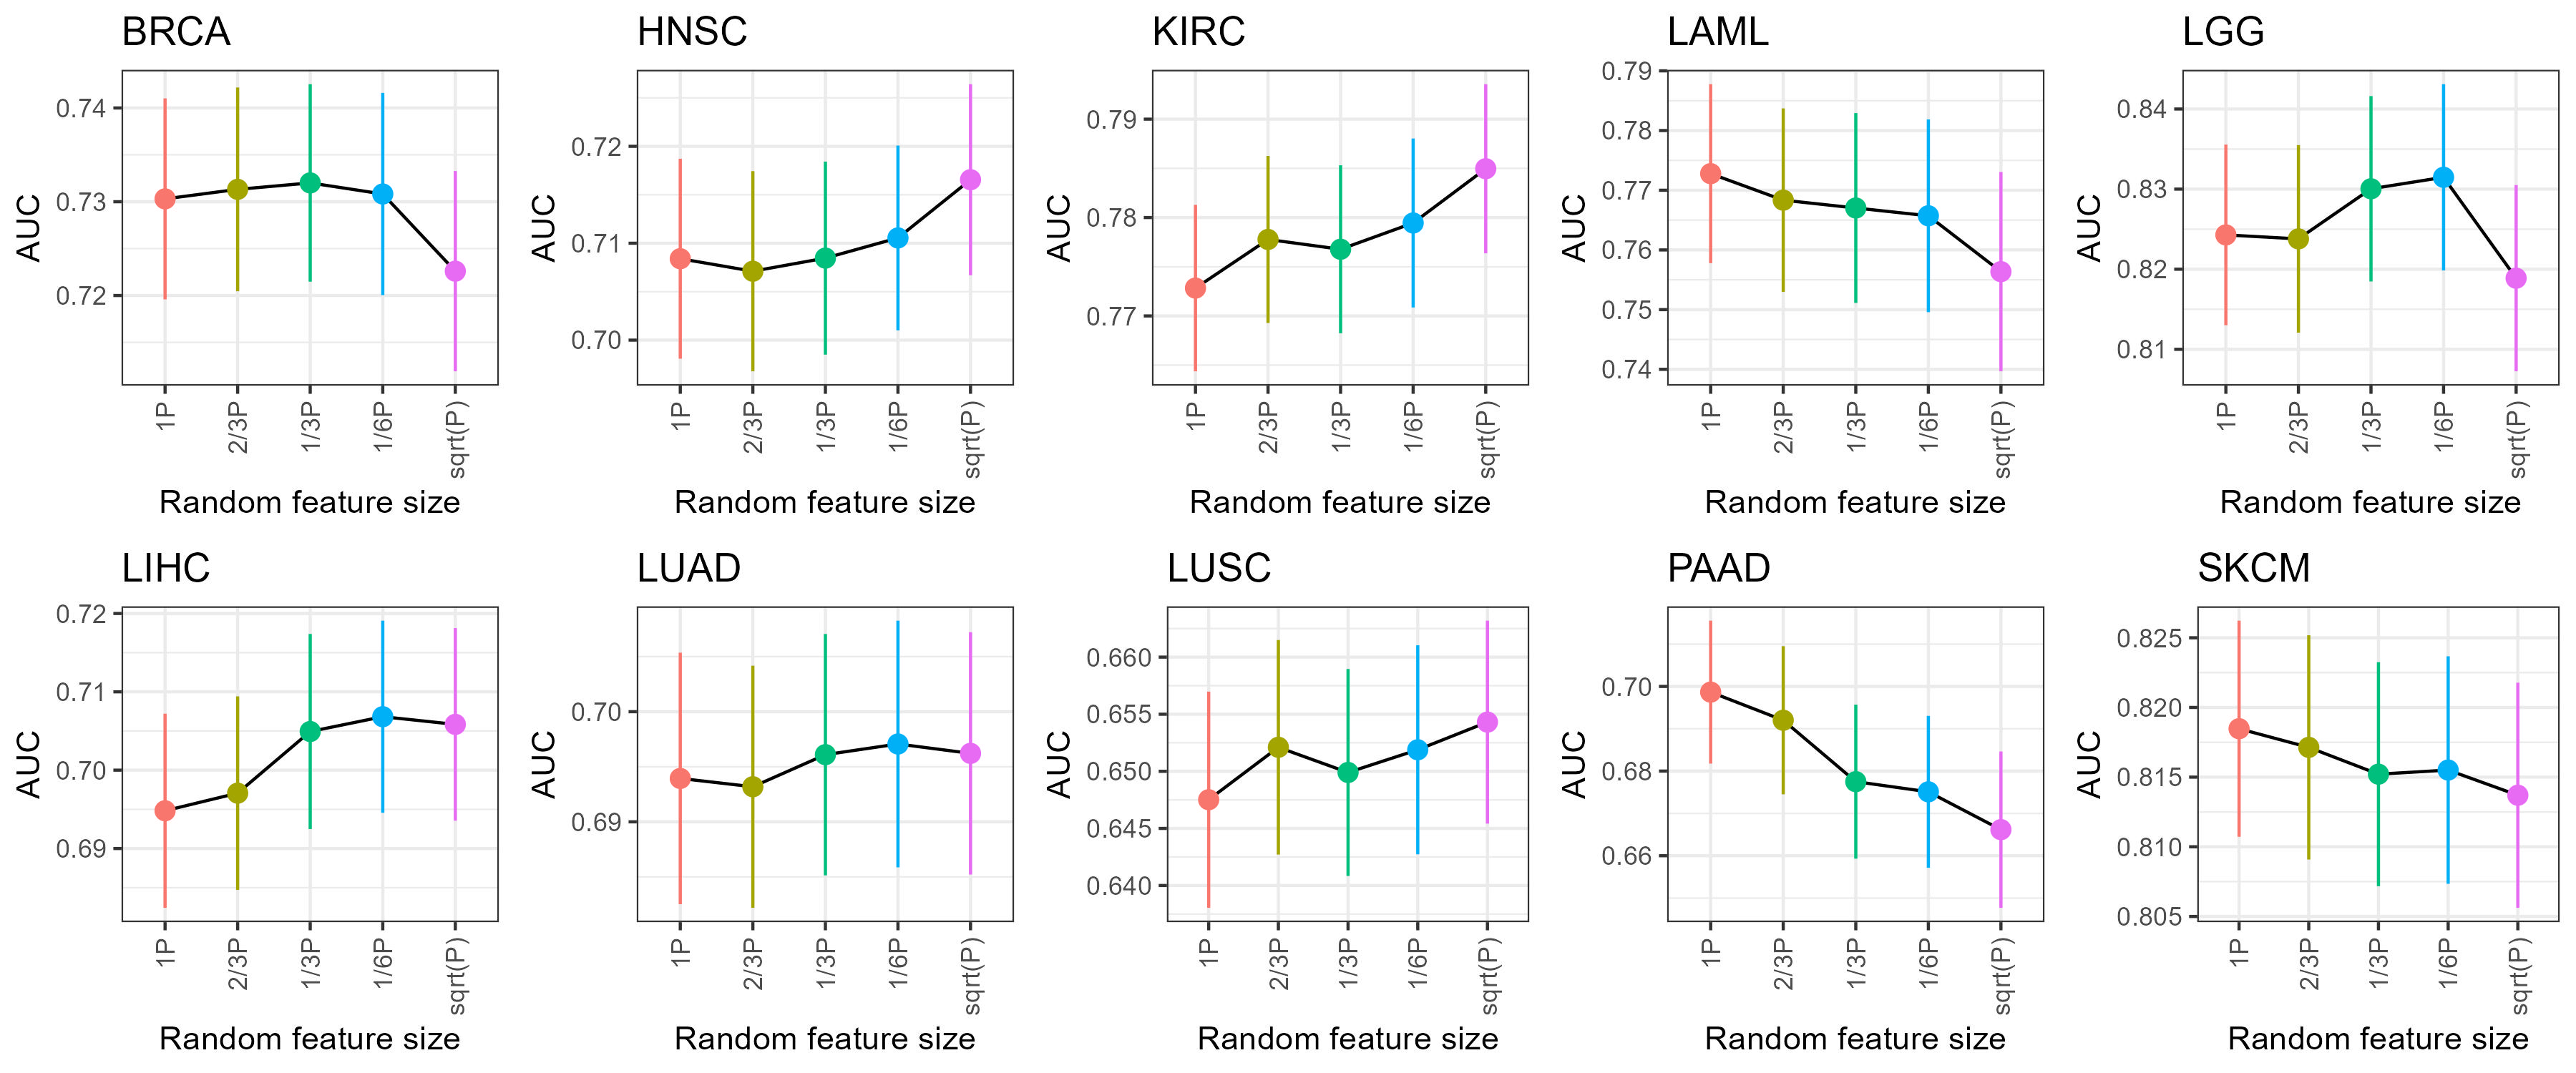 BRCA
0.74
0.73
0.72
AUC
1P
2/3P
1/3P
1/6P
sqrt(P)
Random feature size
HNSC
0.72
0.71
0.70
AUC
1P
2/3P
1/3P
1/6P
sqrt(P)
Random feature size
KIRC
0.79
0.78
0.77
AUC
1P
2/3P
1/3P
1/6P
sqrt(P)
Random feature size
LAML
0.79
0.78
0.77
0.76
0.75
0.74
AUC
1P
2/3P
1/3P
1/6P
sqrt(P)
Random feature size
LGG
0.84
0.83
0.82
0.81
AUC
1P
2/3P
1/3P
1/6P
sqrt(P)
Random feature size
LIHC
0.72
0.71
0.70
0.69
AUC
1P
2/3P
1/3P
1/6P
sqrt(P)
Random feature size
LUAD
0.70
0.69
AUC
1P
2/3P
1/3P
1/6P
sqrt(P)
Random feature size
LUSC
0.660
0.655
0.650
0.645
0.640
AUC
1P
2/3P
1/3P
1/6P
sqrt(P)
Random feature size
PAAD
0.70
0.68
0.66
AUC
1P
2/3P
1/3P
1/6P
sqrt(P)
Random feature size
SKCM
0.825
0.820
0.815
0.810
0.805
AUC
1P
2/3P
1/3P
1/6P
sqrt(P)
Random feature size